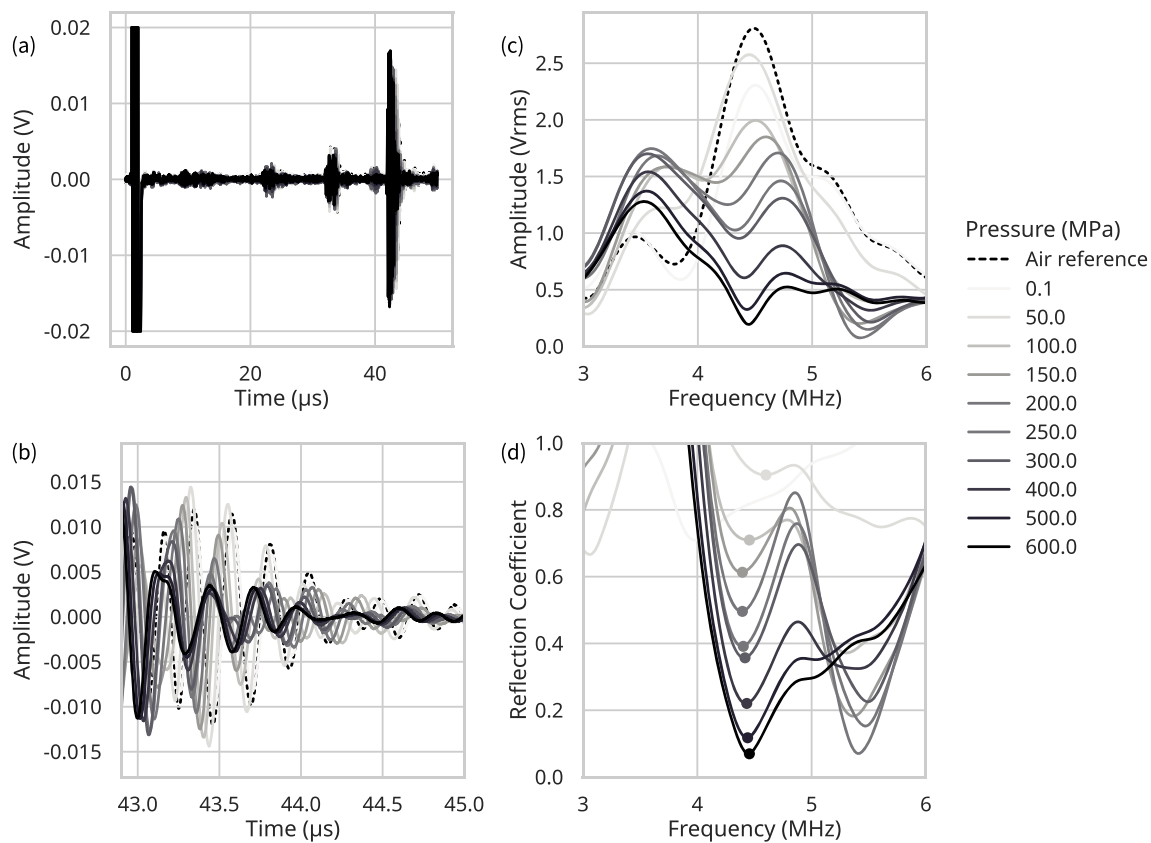 (a)
0.02
0.01
0.00
-0.01
-0.02
Amplitude (V)
0 20 40
Time (μs)
(c)
2.5
2.0
1.5
1.0
0.5
0.0
Amplitude (Vrms)
3 4 5 6
Frequency (MHz)
Pressure (MPa)
Air reference
0.1
50.0
100.0
150.0
200.0
250.0
300.0
400.0
500.0
600.0
(b)
0.015
0.010
0.005
0.000
-0.005
-0.010
-0.015
Amplitude (V)
43.0 43.5 44.0 44.5 45.0
Time (μs)
(d)
1.0
0.8
0.6
0.4
0.2
0.0
Reflection Coefficient
3 4 5 6
Frequency (MHz)